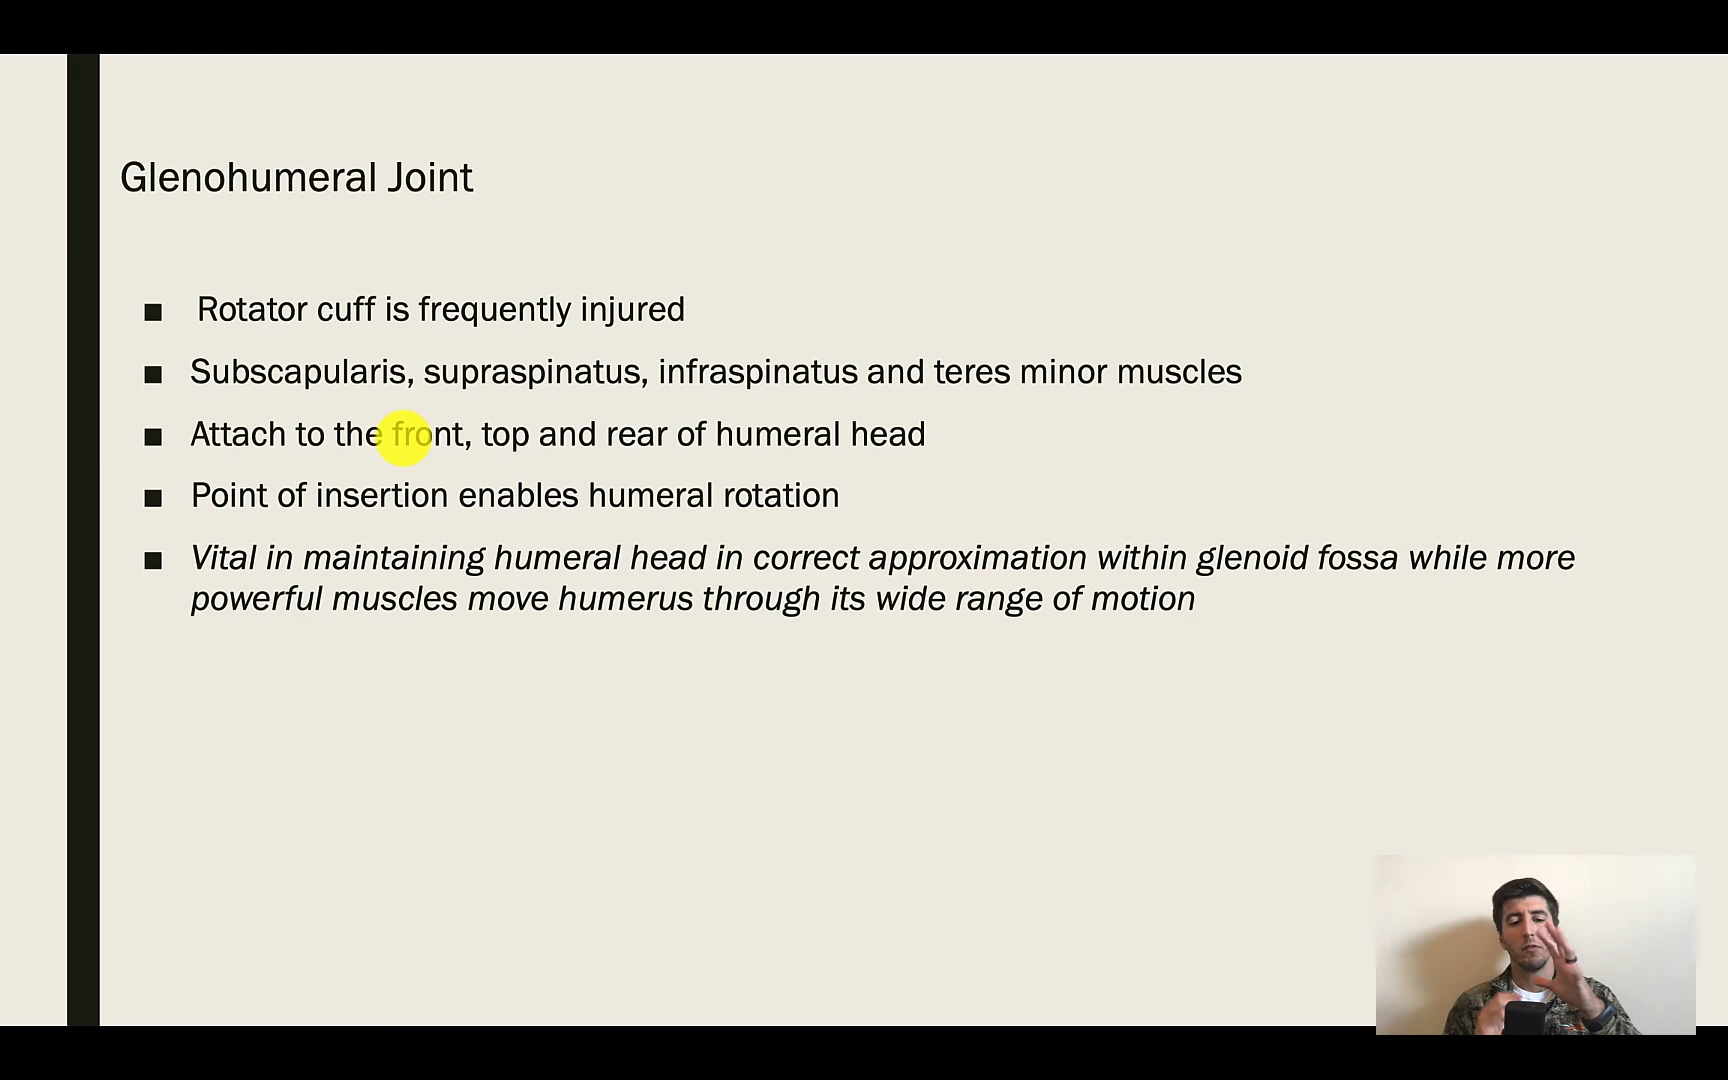 Glenohumeral Joint
■ Rotator cuff is frequently injured
■ Subscapularis, supraspinatus, infraspinatus and teres minor muscles
■ Attach to the front, top and rear of humeral head
■ Point of insertion enables humeral rotation
■ Vital in maintaining humeral head in correct approximation within glenoid fossa while more
powerful muscles move humerus through its wide range of motion